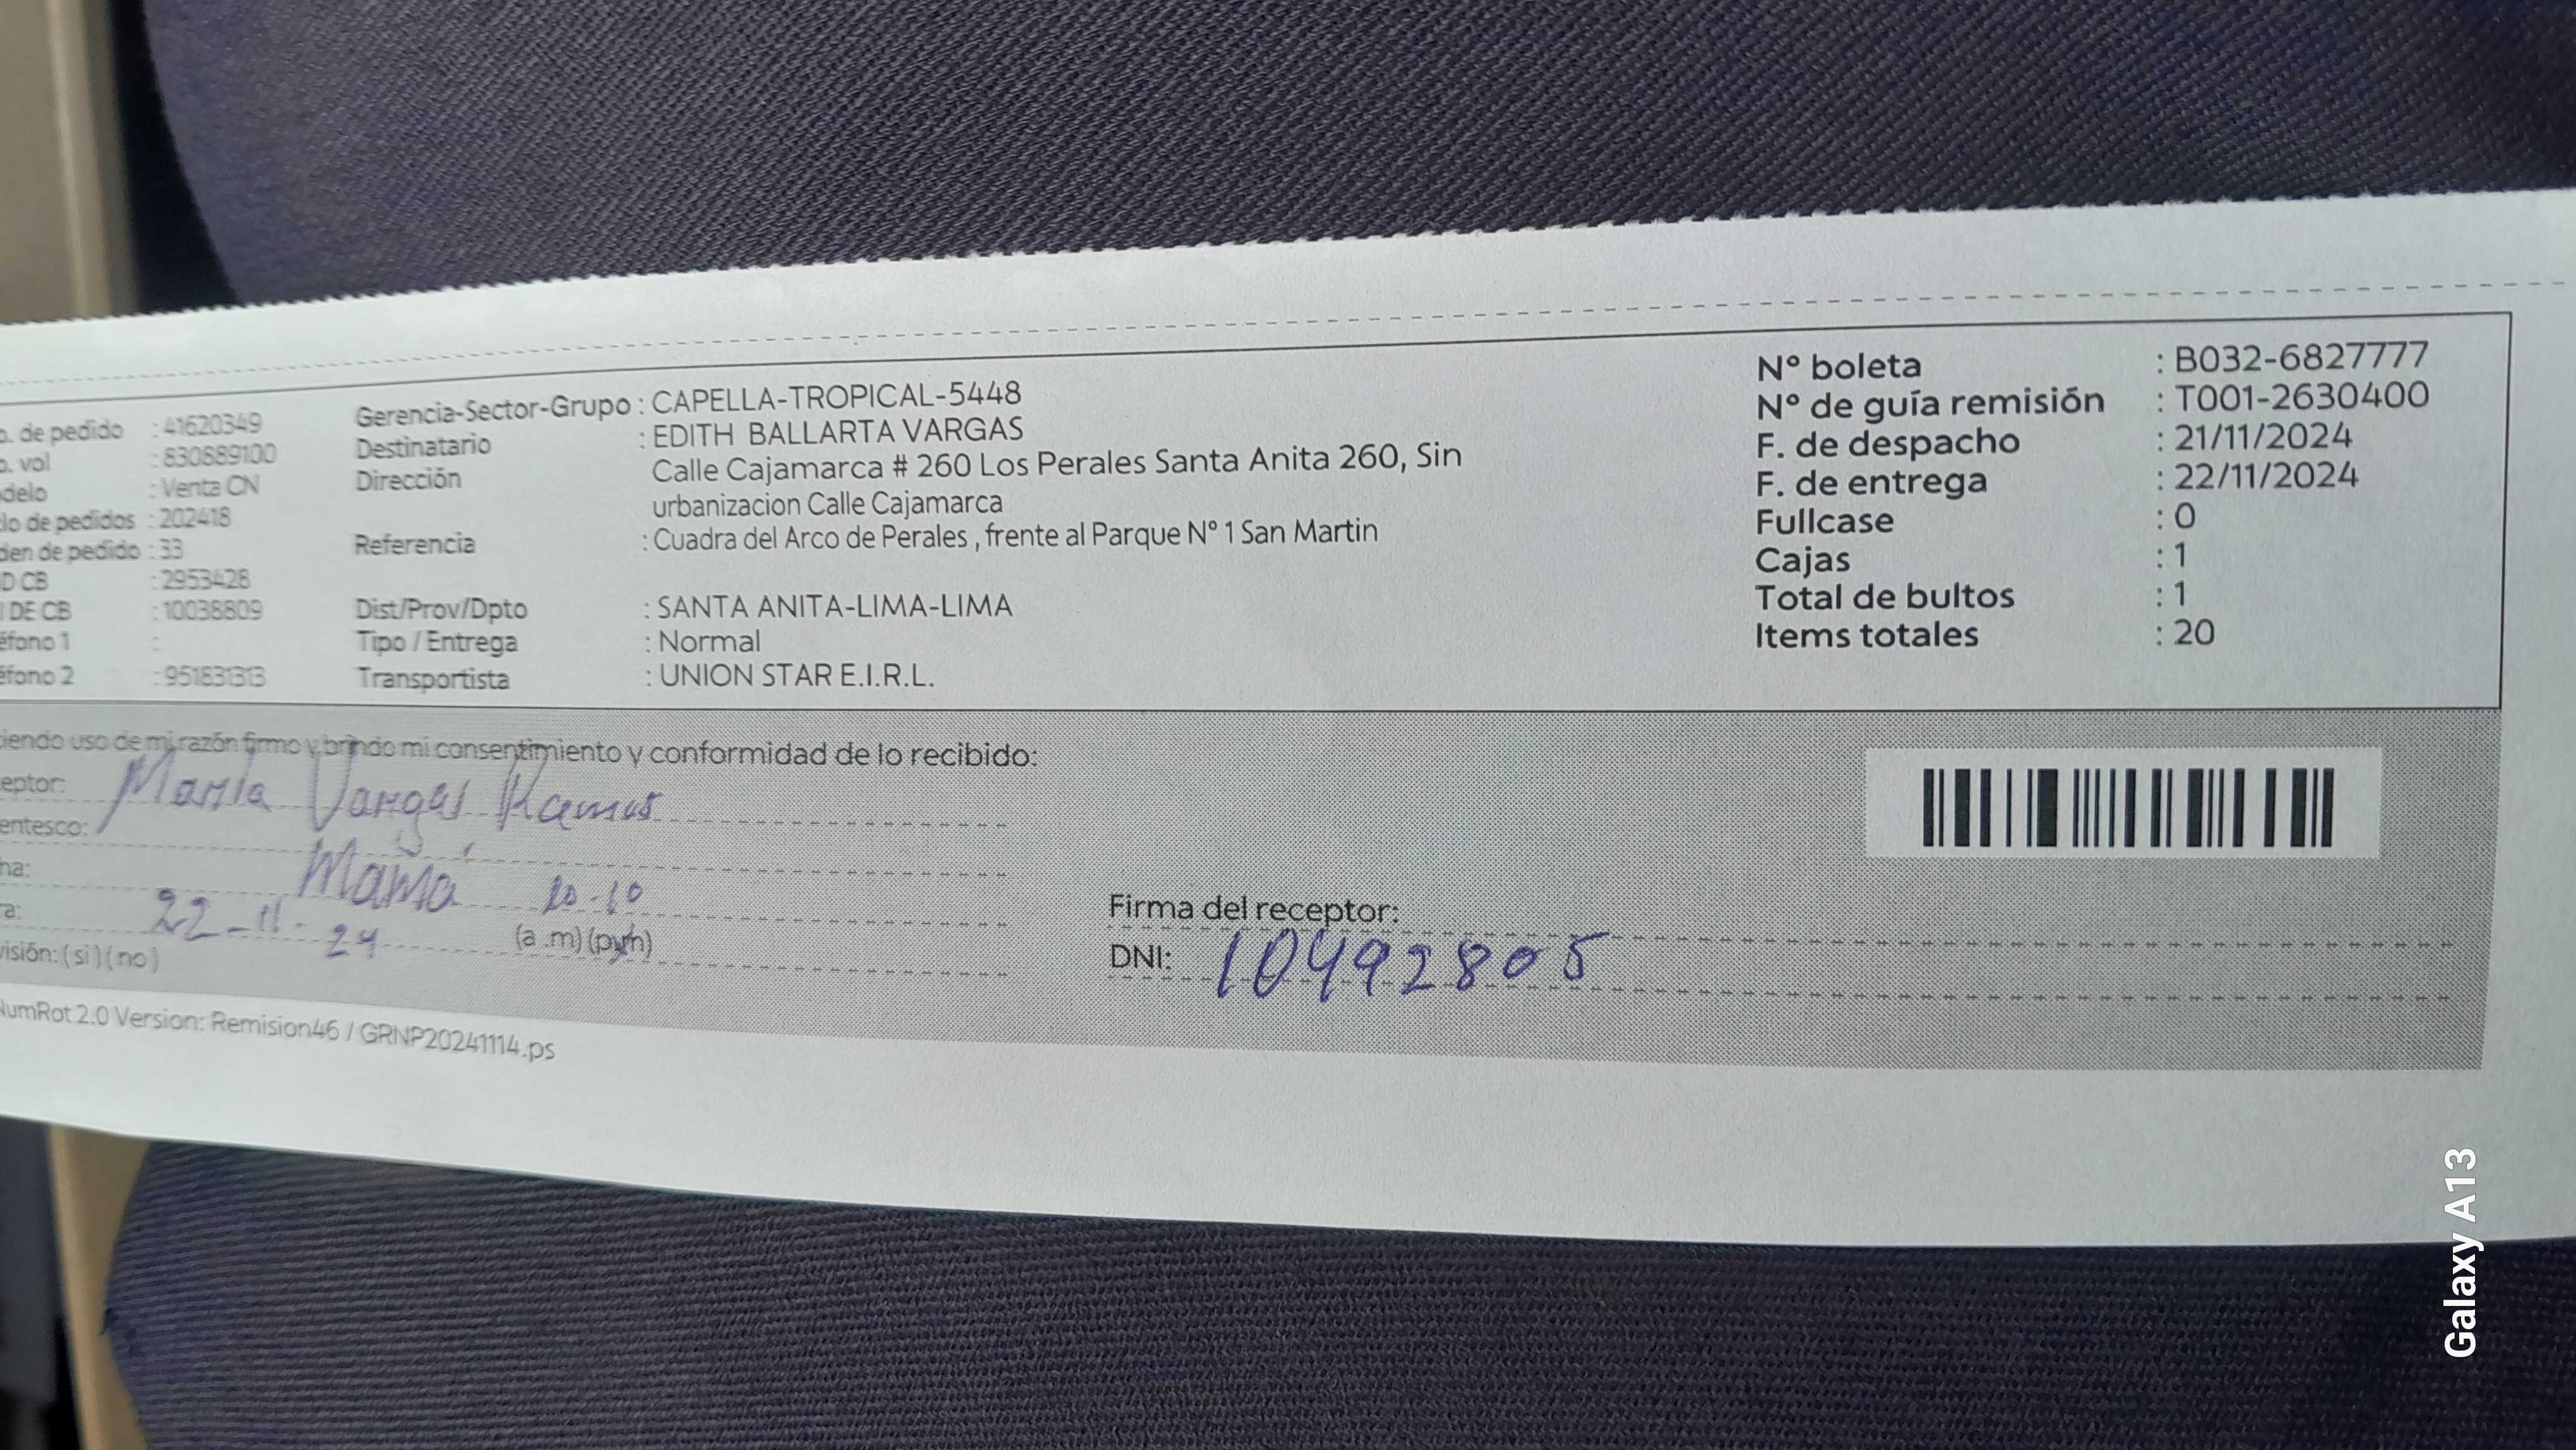 o. de pedido : 41620349
o. val : 830889100
delo : Venta CN
lo de pedidos : 202418
den de pedido : 33
D CB : 2953428
I DE CB : 10038809
éfono 1 :
éfono 2 : 951831313
Gerencia-Sector-Grupo : CAPELLA-TROPICAL-5448
Destinatario : EDITH BALLARTA VARGAS
Dirección Calle Cajamarca # 260 Los Perales Santa Anita 260, Sin
urbanizacion Calle Cajamarca
Referencia : Cuadra del Arco de Perales , frente al Parque N° 1 San Martin
Dist/Prov/Dpto : SANTA ANITA-LIMA-LIMA
Tipo / Entrega : Normal
Transportista : UNION STAR E.I.R.L.
N° boleta : B032-6827777
N° de guía remisión : T001-2630400
F. de despacho : 21/11/2024
F. de entrega : 22/11/2024
Fullcase : 0
Cajas : 1
Total de bultos : 1
Items totales : 20
iendo uso de mi razón firmo y brindo mi consentimiento y conformidad de lo recibido:
eptor: María Vargas Ramos
entesco: Mamá
ha: 22-11-24
a: 10-10 (a .m) (p.m)
visión: ( si ) ( no )
Firma del receptor:
DNI: 10492805
NumRot 2.0 Version: Remision46 / GRNP20241114.ps
Galaxy A13